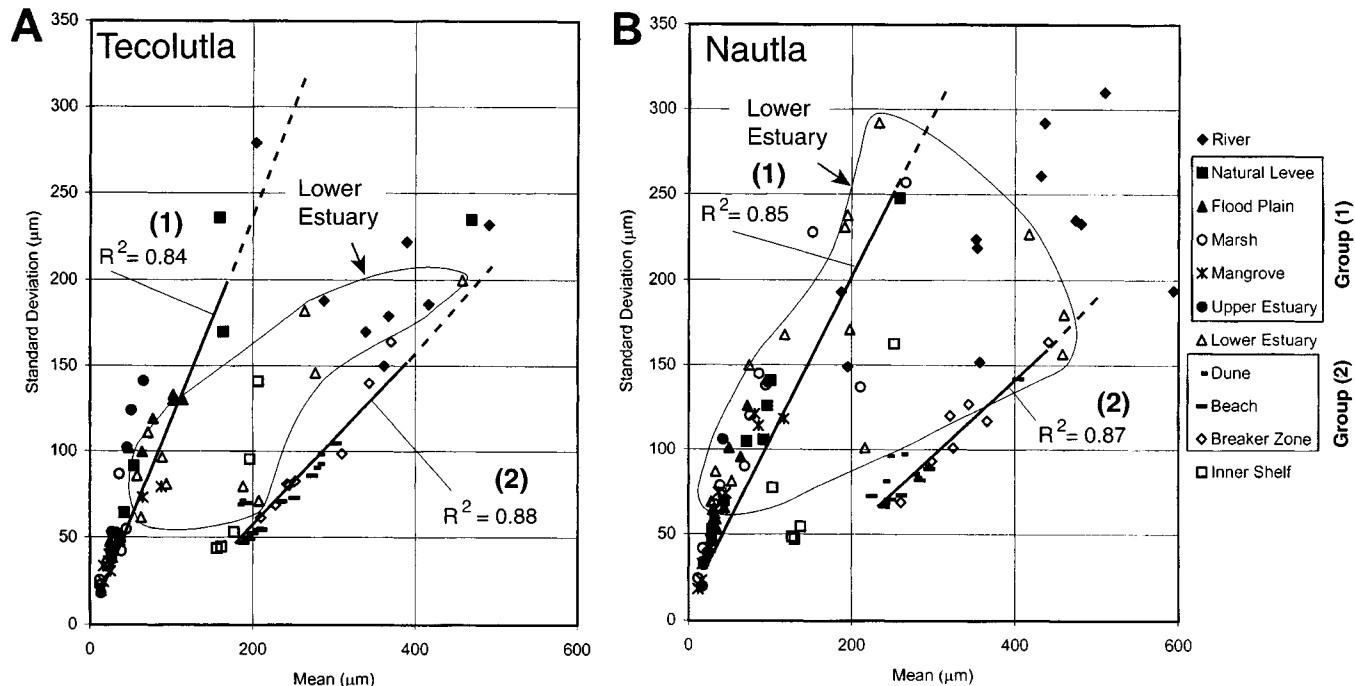 A
Tecolutla
350
300
250
200
150
100
50
0
Standard Deviation (µm)
(1)
R² = 0.84
Lower
Estuary
(2)
R² = 0.88
0
200
400
600
Mean (µm)
B
Nautla
350
300
250
200
150
100
50
0
Standard Deviation (µm)
Lower
Estuary
(1)
R² = 0.85
(2)
R² = 0.87
0
200
400
600
Mean (µm)
River
Natural Levee
Flood Plain
Marsh
Mangrove
Upper Estuary
Group (1)
Lower Estuary
Dune
Beach
Breaker Zone
Group (2)
Inner Shelf